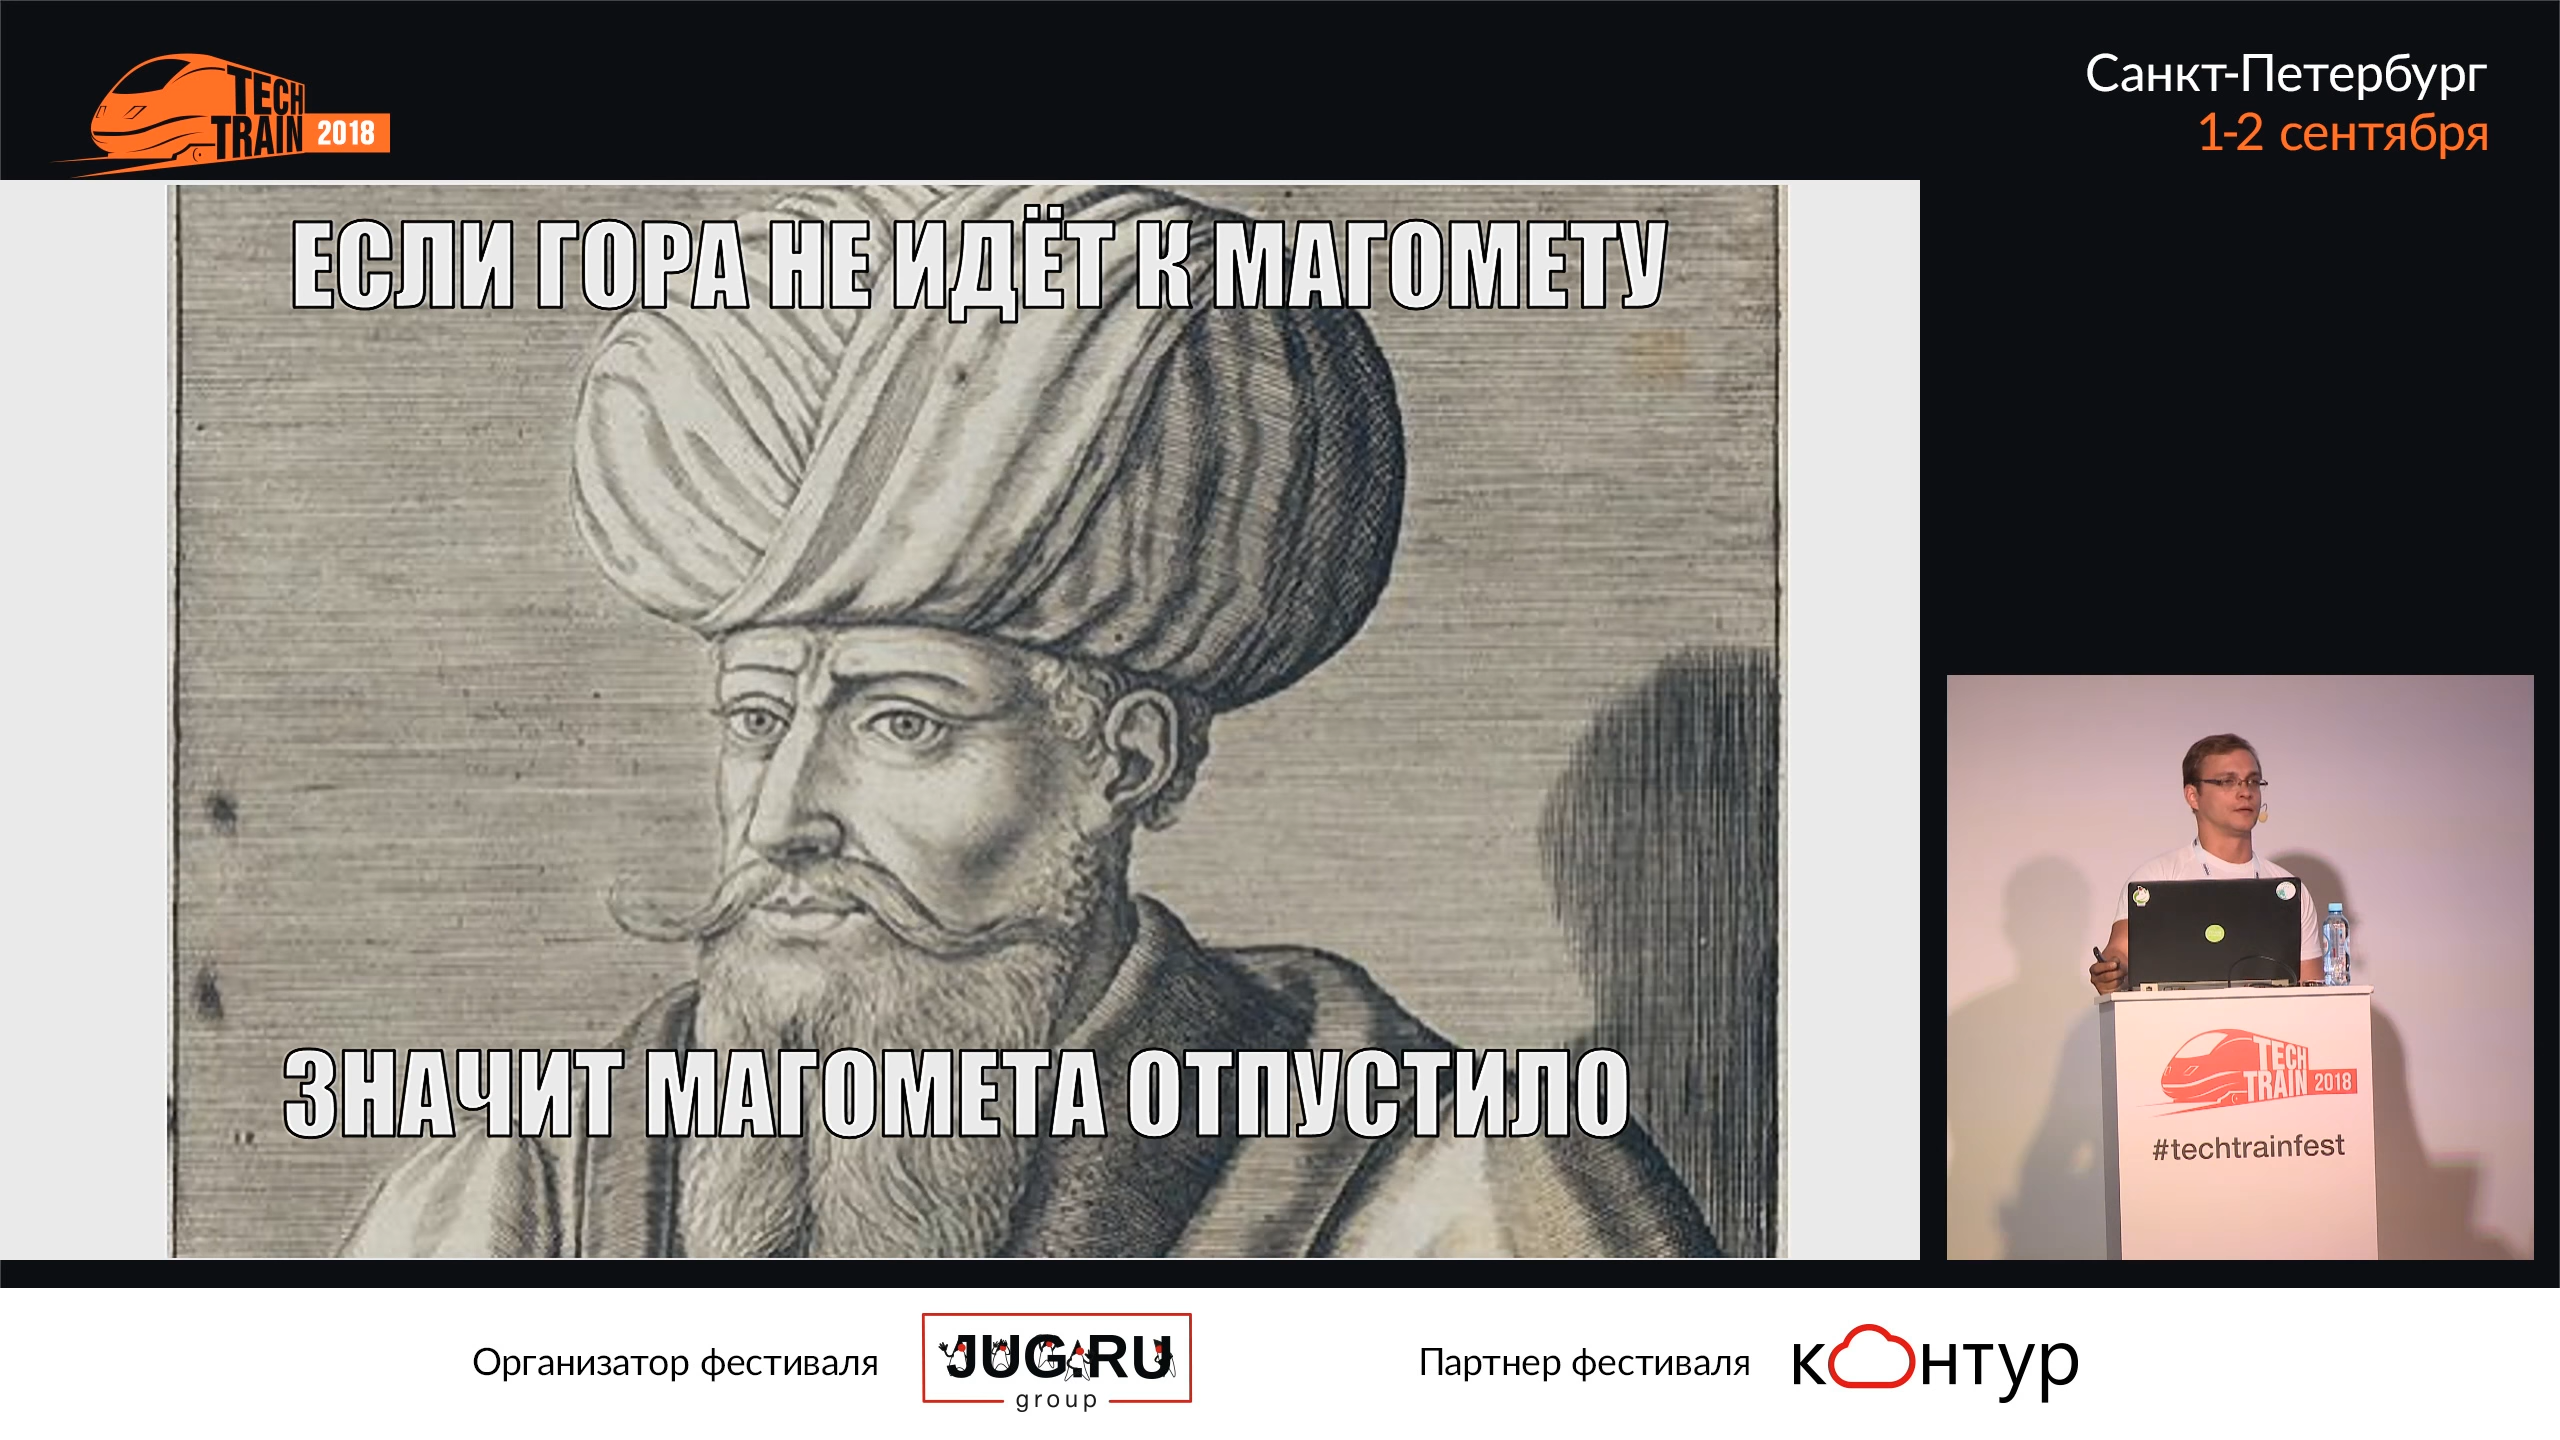 TECH
TRAIN 2018
Санкт-Петербург
1-2 сентября
ЕСЛИ ГОРА НЕ ИДЁТ К МАГОМЕТУ
ЗНАЧИТ МАГОМЕТА ОТПУСТИЛО
TECH
TRAIN 2018
#techtrainfest
Организатор фестиваля
JUG.RU
group
Партнер фестиваля
контур